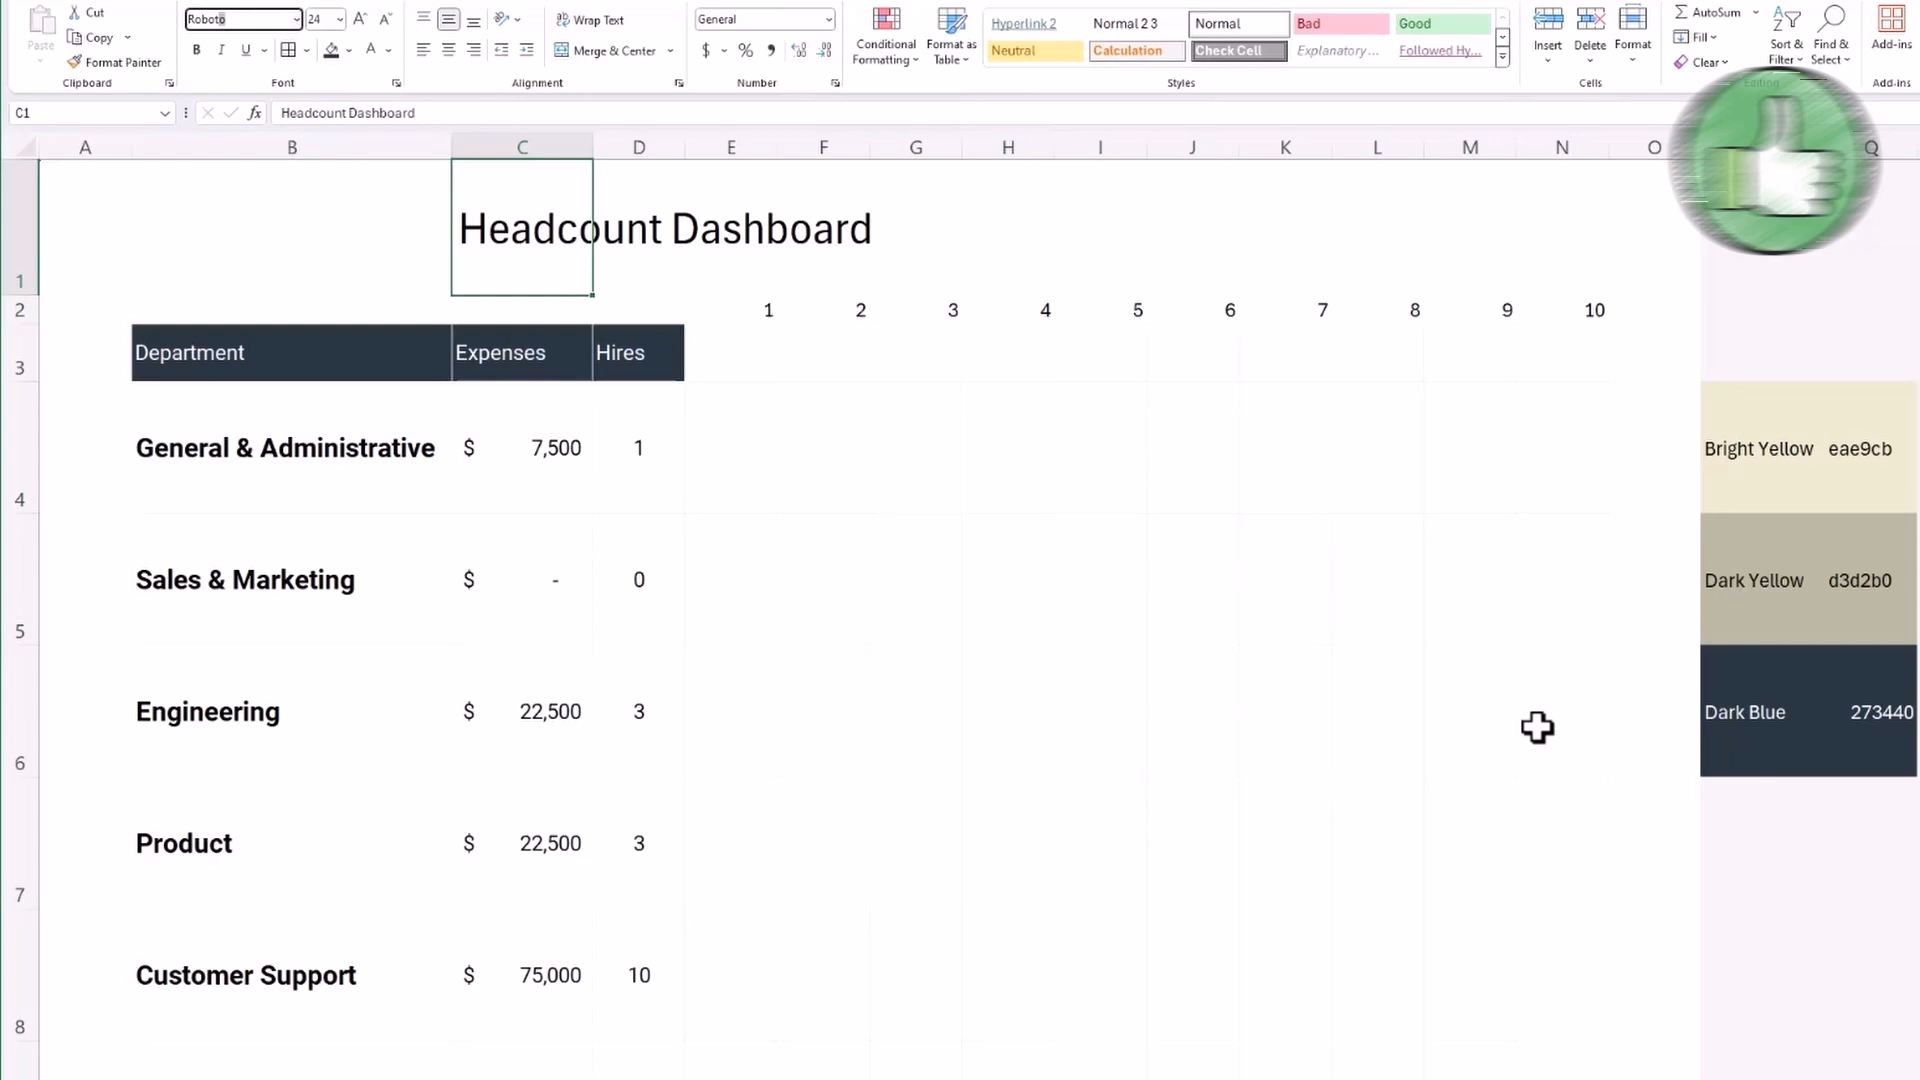 Cut
Copy
Format Painter
Paste
Clipboard
Roboto 24
B I U
A
Font
Wrap Text
Merge & Center
Alignment
General
$ % ,
Number
Conditional
Formatting
Format as
Table
Hyperlink 2 Normal 2 3 Normal Bad Good
Neutral Calculation Check Cell Explanatory ... Followed Hy...
Styles
Insert Delete Format
Cells
AutoSum
Fill
Clear
Sort &
Filter
Find &
Select
Editing
Add-ins
Add-ins
C1 fx Headcount Dashboard
A B C D E F G H I J K L M N O Q
1 Headcount Dashboard
2 1 2 3 4 5 6 7 8 9 10
3 Department Expenses Hires
4 General & Administrative $ 7,500 1 Bright Yellow eae9cb
5 Sales & Marketing $ - 0 Dark Yellow d3d2b0
6 Engineering $ 22,500 3 Dark Blue 273440
7 Product $ 22,500 3
8 Customer Support $ 75,000 10